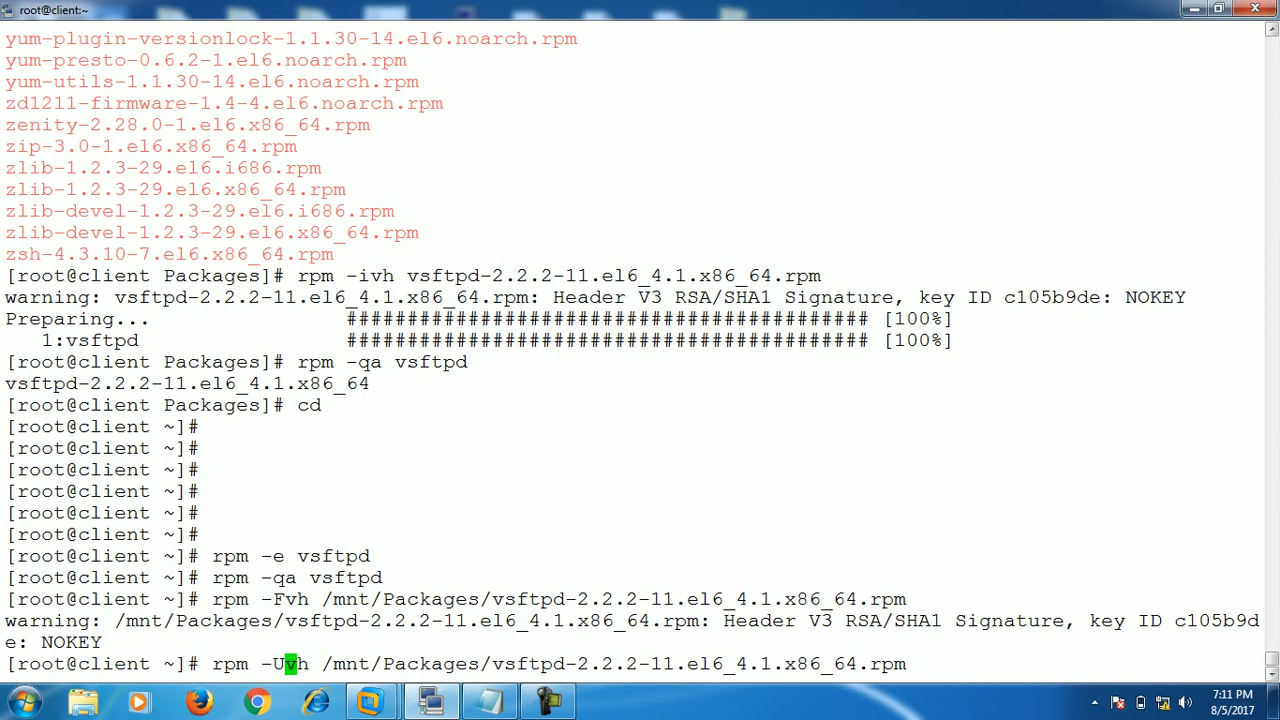 root@client:~
yum-plugin-versionlock-1.1.30-14.el6.noarch.rpm
yum-presto-0.6.2-1.el6.noarch.rpm
yum-utils-1.1.30-14.el6.noarch.rpm
zd1211-firmware-1.4-4.el6.noarch.rpm
zenity-2.28.0-1.el6.x86_64.rpm
zip-3.0-1.el6.x86_64.rpm
zlib-1.2.3-29.el6.i686.rpm
zlib-1.2.3-29.el6.x86_64.rpm
zlib-devel-1.2.3-29.el6.i686.rpm
zlib-devel-1.2.3-29.el6.x86_64.rpm
zsh-4.3.10-7.el6.x86_64.rpm
[root@client Packages]# rpm -ivh vsftpd-2.2.2-11.el6_4.1.x86_64.rpm
warning: vsftpd-2.2.2-11.el6_4.1.x86_64.rpm: Header V3 RSA/SHA1 Signature, key ID c105b9de: NOKEY
Preparing... ########################################### [100%]
1:vsftpd ########################################### [100%]
[root@client Packages]# rpm -qa vsftpd
vsftpd-2.2.2-11.el6_4.1.x86_64
[root@client Packages]# cd
[root@client ~]#
[root@client ~]#
[root@client ~]#
[root@client ~]#
[root@client ~]#
[root@client ~]#
[root@client ~]# rpm -e vsftpd
[root@client ~]# rpm -qa vsftpd
[root@client ~]# rpm -Fvh /mnt/Packages/vsftpd-2.2.2-11.el6_4.1.x86_64.rpm
warning: /mnt/Packages/vsftpd-2.2.2-11.el6_4.1.x86_64.rpm: Header V3 RSA/SHA1 Signature, key ID c105b9d
e: NOKEY
[root@client ~]# rpm -Uvh /mnt/Packages/vsftpd-2.2.2-11.el6_4.1.x86_64.rpm
7:11 PM
8/5/2017